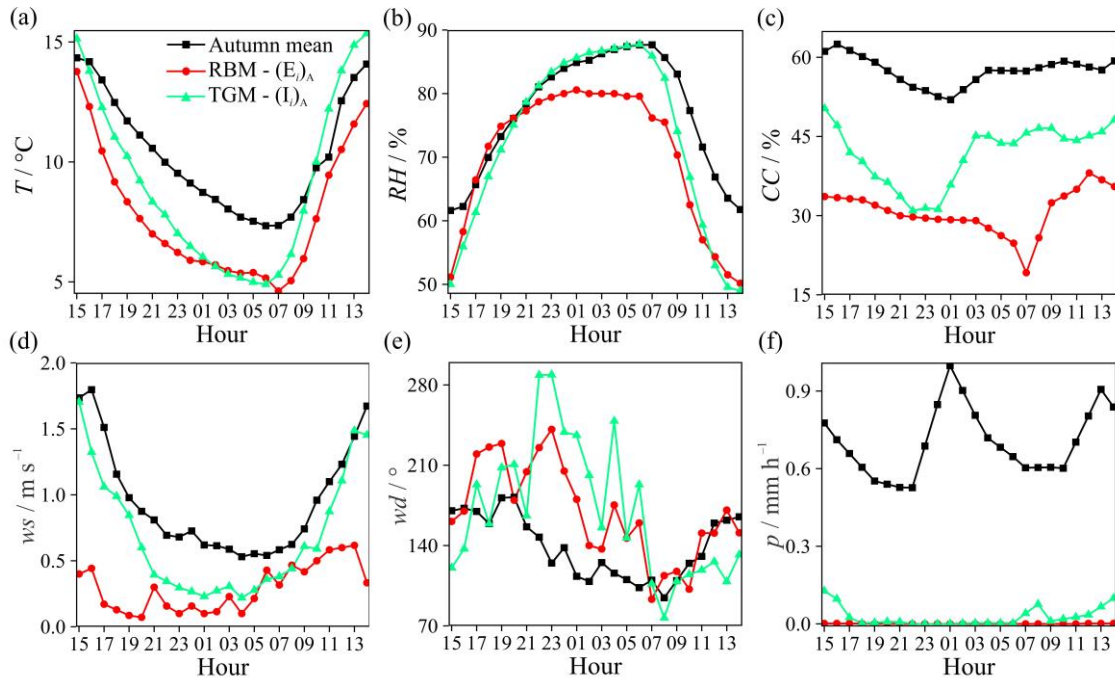 (a)
Autumn mean
RBM - (Eᵢ)_A
TGM - (Iᵢ)_A
15
10
5
T / °C
15 17 19 21 23 01 03 05 07 09 11 13
Hour
(b)
90
80
70
60
50
RH / %
15 17 19 21 23 01 03 05 07 09 11 13
Hour
(c)
60
45
30
15
CC / %
15 17 19 21 23 01 03 05 07 09 11 13
Hour
(d)
2.0
1.5
1.0
0.5
0.0
ws / m s⁻¹
15 17 19 21 23 01 03 05 07 09 11 13
Hour
(e)
280
210
140
70
wd / °
15 17 19 21 23 01 03 05 07 09 11 13
Hour
(f)
0.9
0.6
0.3
0.0
p / mm h⁻¹
15 17 19 21 23 01 03 05 07 09 11 13
Hour